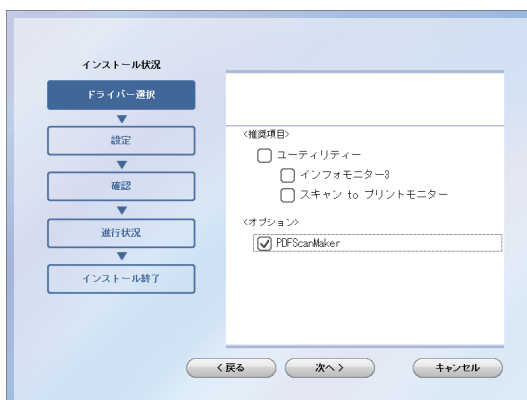 インストール状況
ドライバー選択
設定
確認
進行状況
インストール終了
<推奨項目>
ユーティリティー
インフォモニター3
スキャン to プリントモニター
<オプション>
PDFScanMaker
< 戻る
次へ >
キャンセル